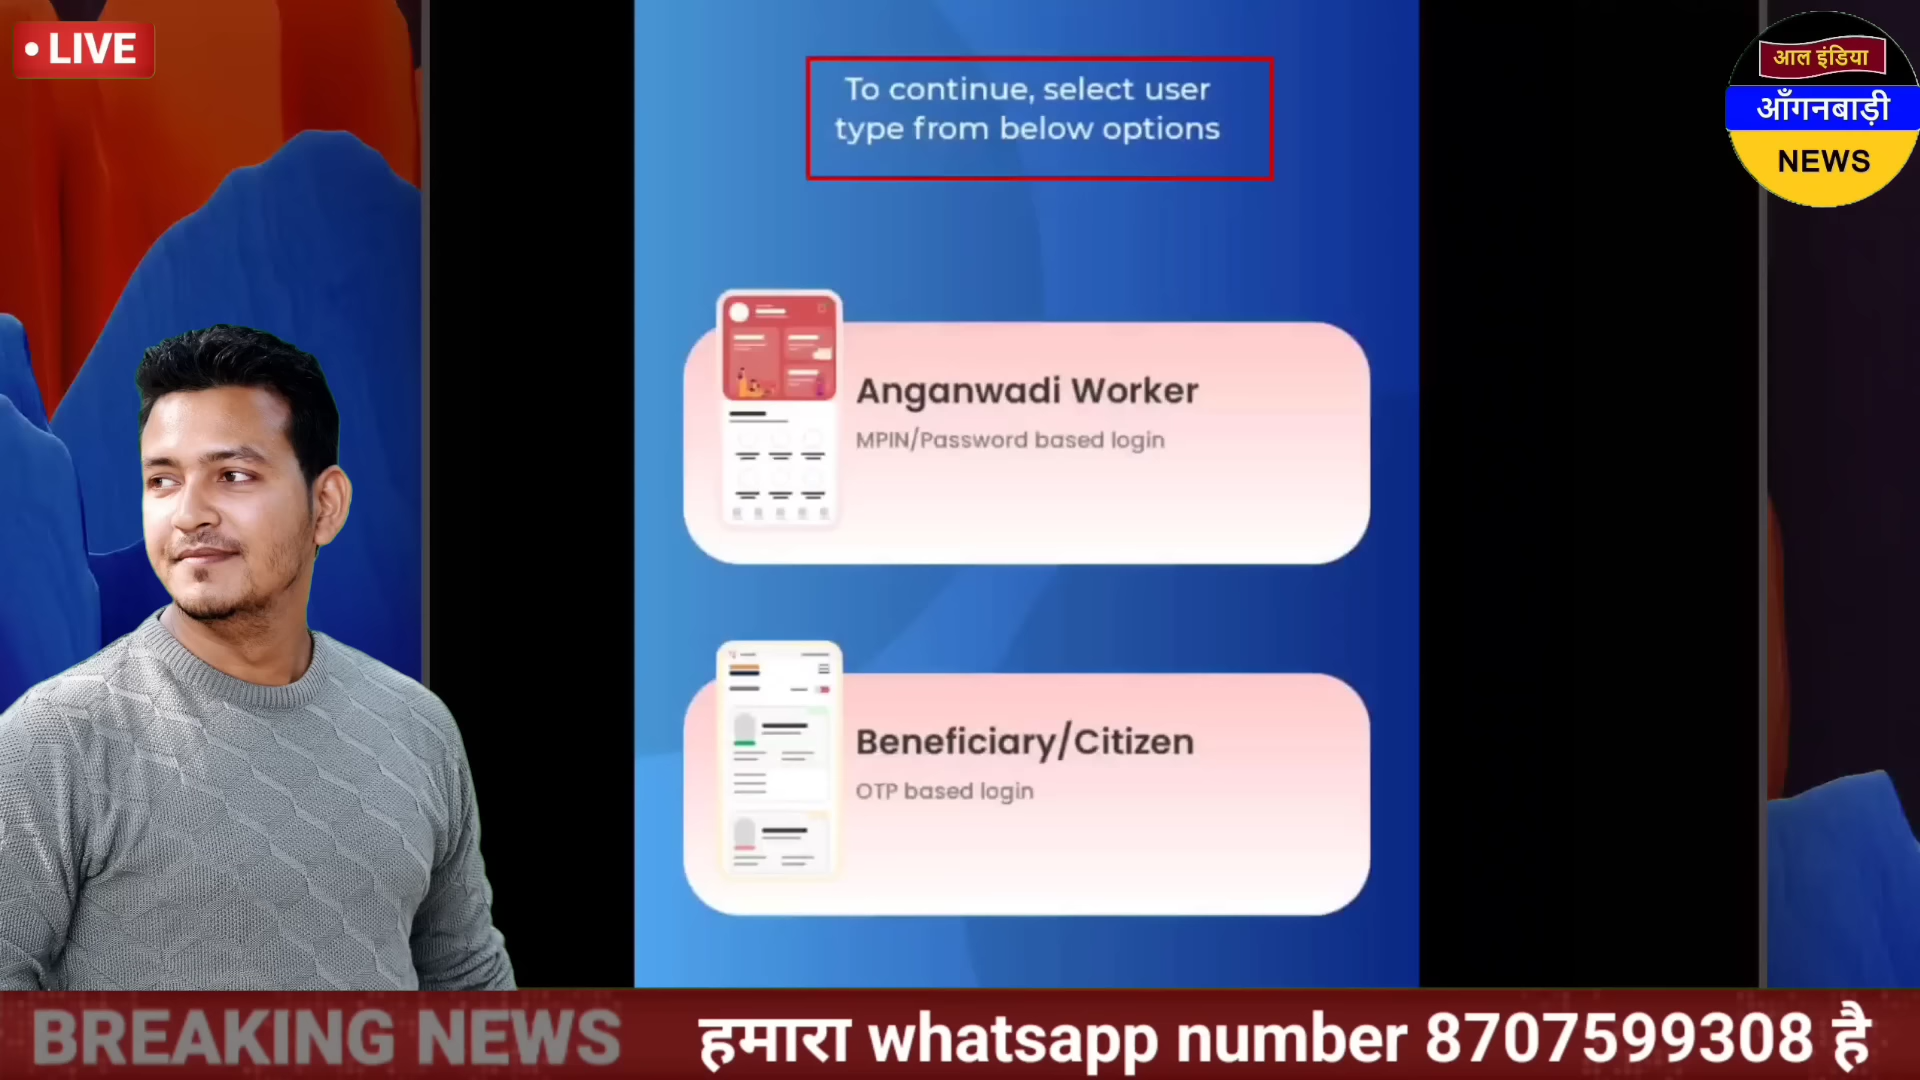 • LIVE
To continue, select user
type from below options
आल इंडिया
आँगनबाड़ी
NEWS
Anganwadi Worker
MPIN/Password based login
Beneficiary/Citizen
OTP based login
BREAKING NEWS
हमारा whatsapp number 8707599308 है